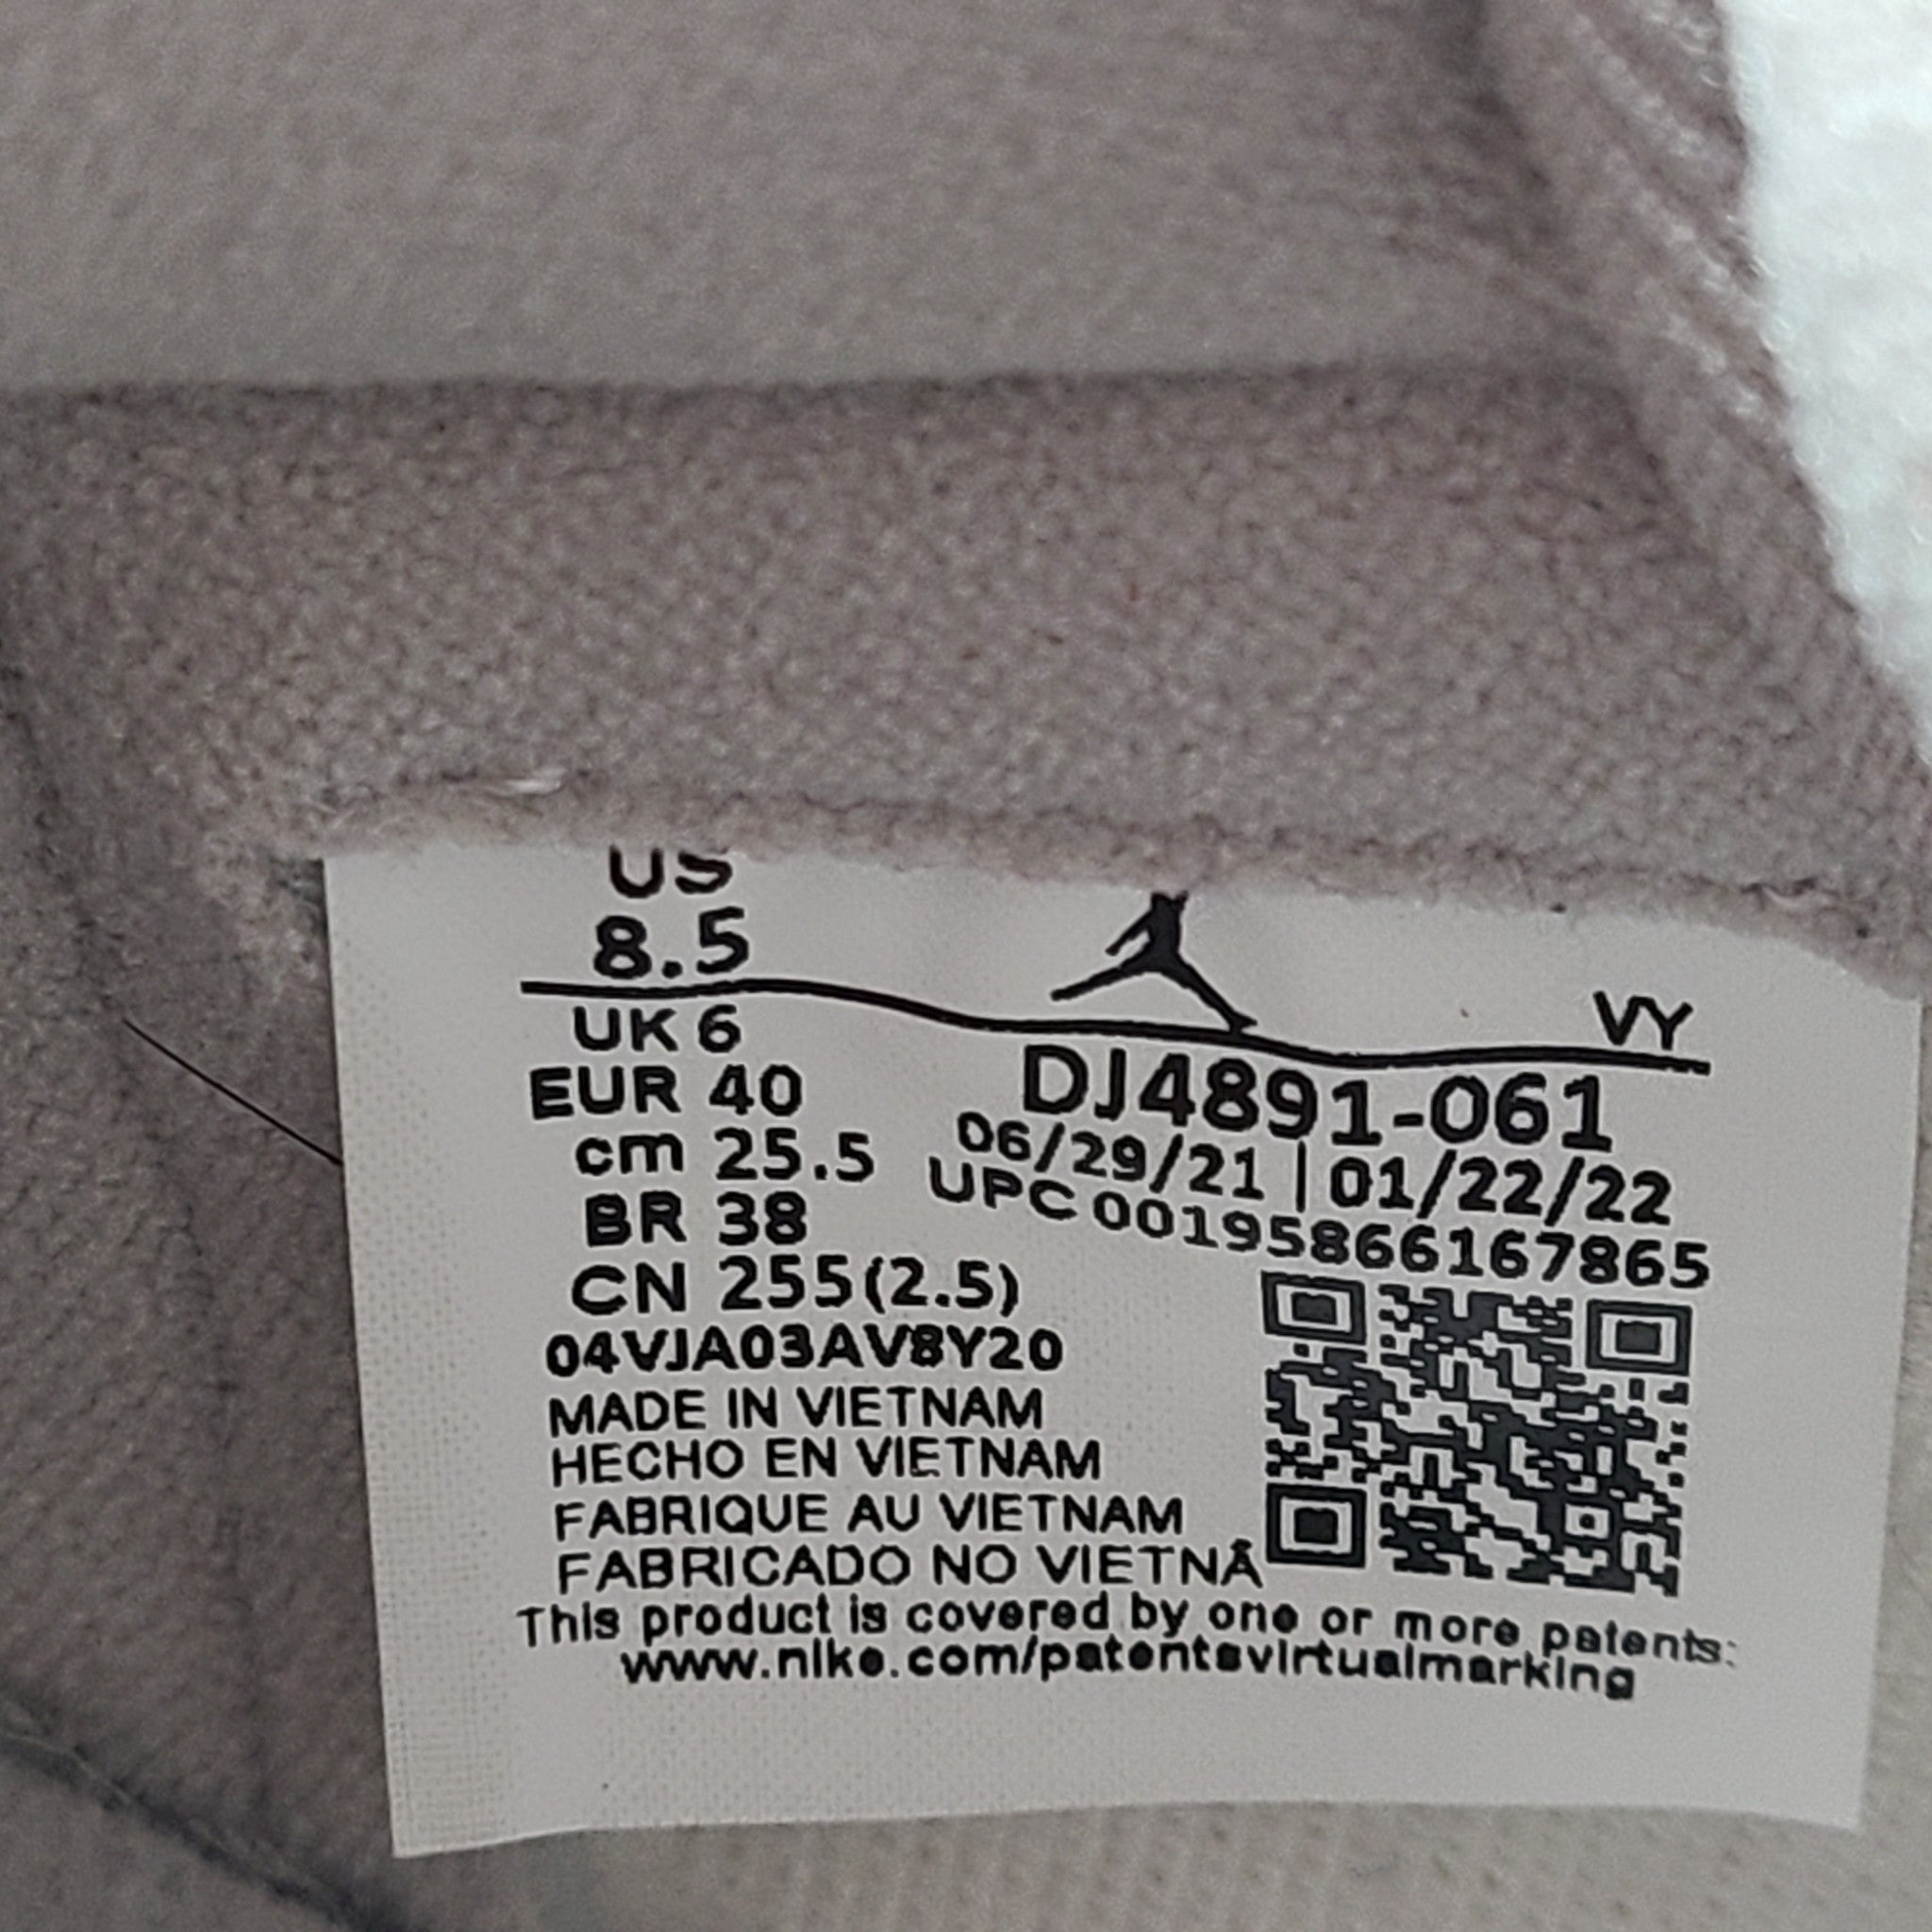 US
8.5
VY
UK 6
EUR 40
cm 25.5
BR 38
CN 255(2.5)
DJ4891-061
06/29/21 | 01/22/22
UPC 00195866167865
04VJA03AV8Y20
MADE IN VIETNAM
HECHO EN VIETNAM
FABRIQUE AU VIETNAM
FABRICADO NO VIETNÃ
This product is covered by one or more patents:
www.nike.com/patentsvirtualmarking